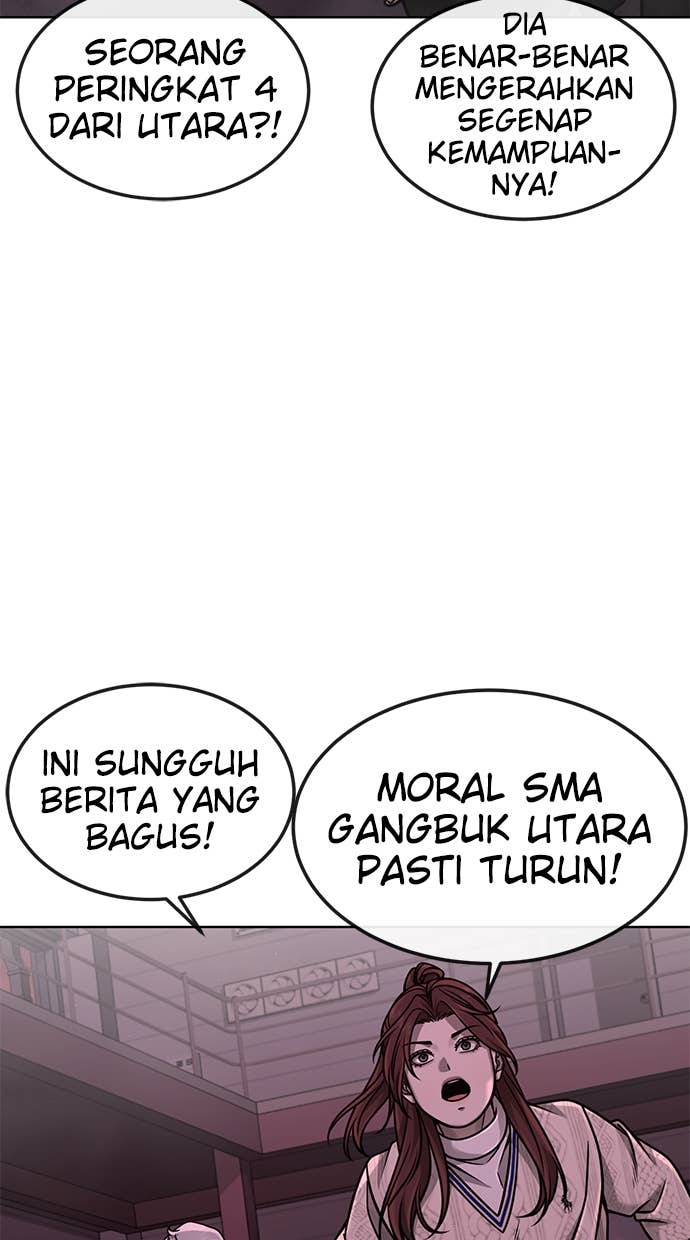 SEORANG
PERINGKAT 4
DARI UTARA?!
DIA
BENAR-BENAR
MENGERAHKAN
SEGENAP
KEMAMPUAN-
NYA!
INI SUNGGUH
BERITA YANG
BAGUS!
MORAL SMA
GANGBUK UTARA
PASTI TURUN!